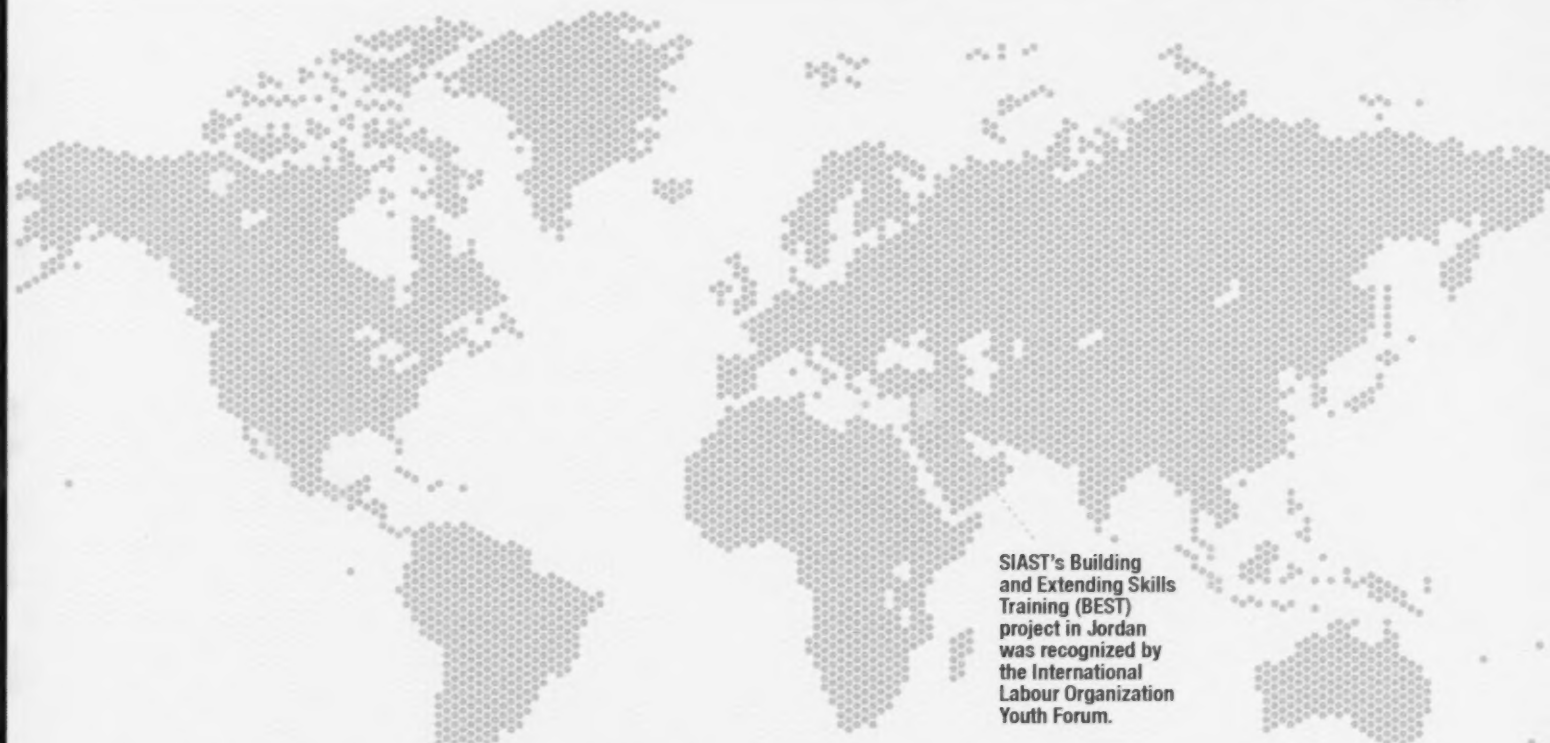 SIAST's Building
and Extending Skills
Training (BEST)
project in Jordan
was recognized by
the International
Labour Organization
Youth Forum.